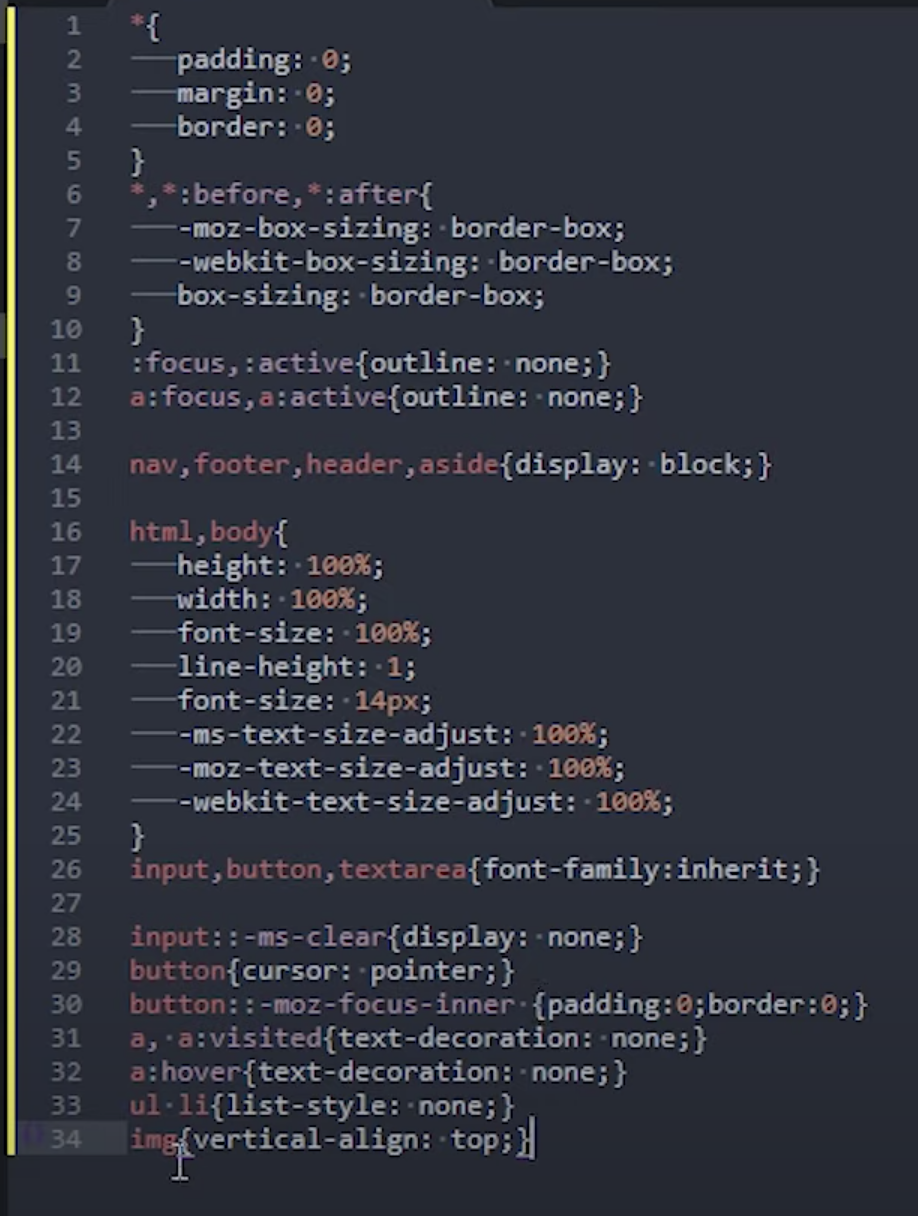 1 *{
2 padding: 0;
3 margin: 0;
4 border: 0;
5 }
6 *,*:before,*:after{
7 -moz-box-sizing: border-box;
8 -webkit-box-sizing: border-box;
9 box-sizing: border-box;
10 }
11 :focus,:active{outline: none;}
12 a:focus,a:active{outline: none;}
13
14 nav,footer,header,aside{display: block;}
15
16 html,body{
17 height: 100%;
18 width: 100%;
19 font-size: 100%;
20 line-height: 1;
21 font-size: 14px;
22 -ms-text-size-adjust: 100%;
23 -moz-text-size-adjust: 100%;
24 -webkit-text-size-adjust: 100%;
25 }
26 input,button,textarea{font-family:inherit;}
27
28 input::-ms-clear{display: none;}
29 button{cursor: pointer;}
30 button::-moz-focus-inner {padding:0;border:0;}
31 a, a:visited{text-decoration: none;}
32 a:hover{text-decoration: none;}
33 ul li{list-style: none;}
34 img{vertical-align: top;}